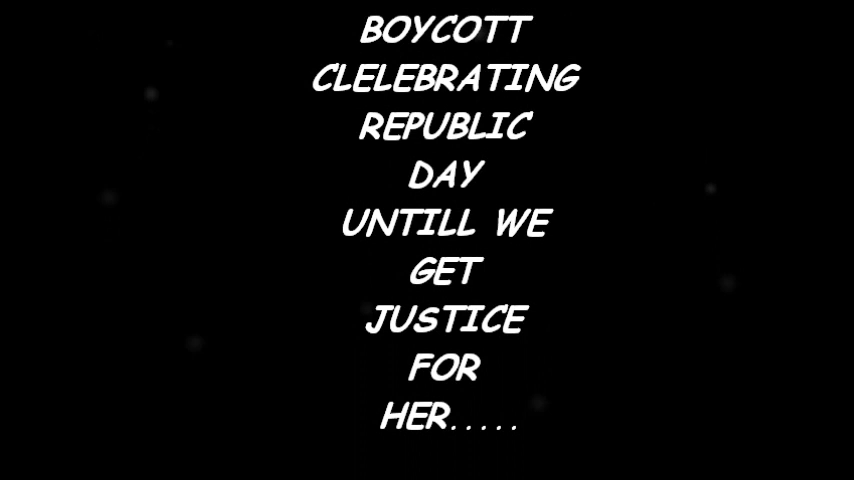 BOYCOTT
CLELEBRATING
REPUBLIC
DAY
UNTILL WE
GET
JUSTICE
FOR
HER.....